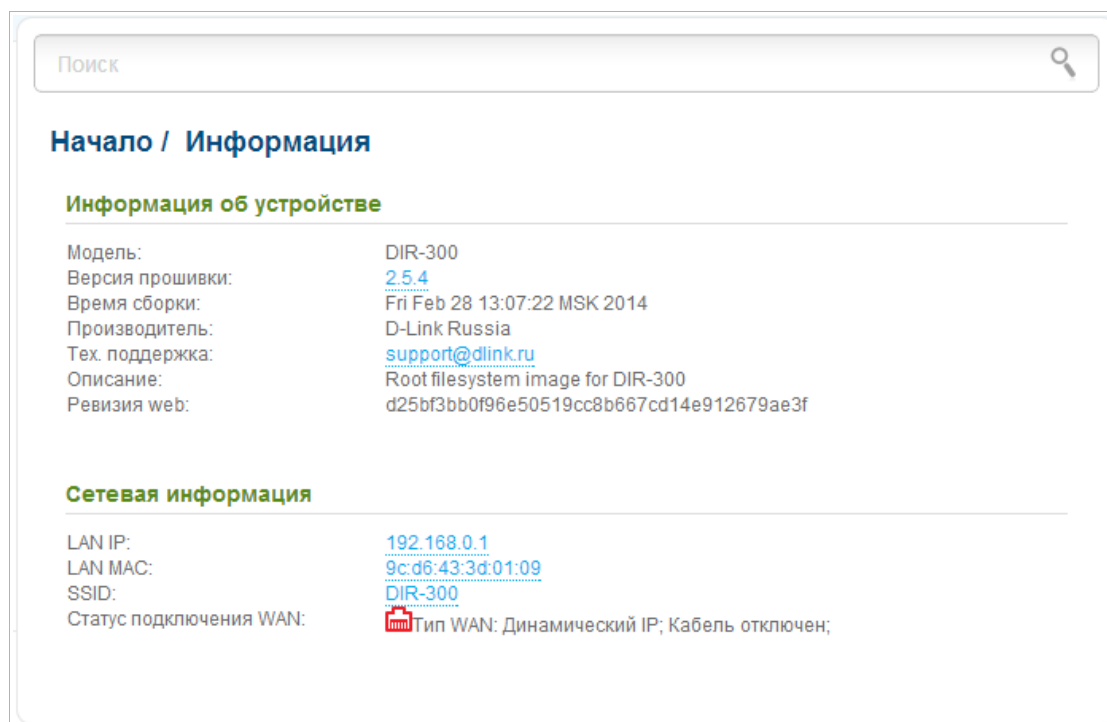 Поиск
Начало / Информация
Информация об устройстве
Модель: DIR-300
Версия прошивки: 2.5.4
Время сборки: Fri Feb 28 13:07:22 MSK 2014
Производитель: D-Link Russia
Тех. поддержка: support@dlink.ru
Описание: Root filesystem image for DIR-300
Ревизия web: d25bf3bb0f96e50519cc8b667cd14e912679ae3f
Сетевая информация
LAN IP: 192.168.0.1
LAN MAC: 9c:d6:43:3d:01:09
SSID: DIR-300
Статус подключения WAN: Тип WAN: Динамический IP; Кабель отключен;